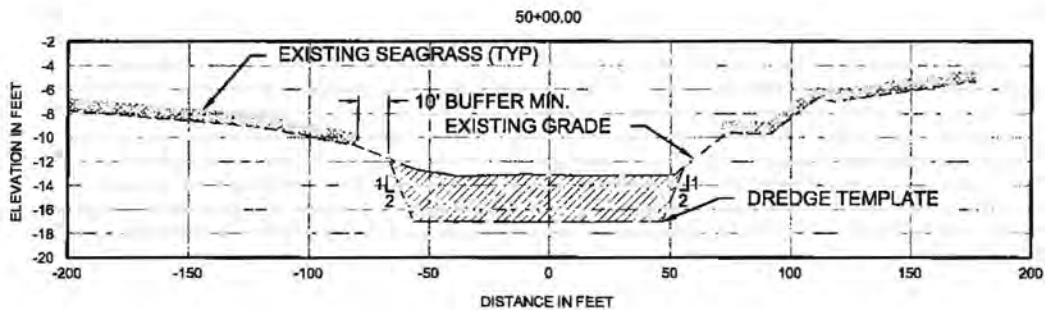 50+00.00
-2
-4
-6
-8
-10
-12
-14
-16
-18
-20
ELEVATION IN FEET
EXISTING SEAGRASS (TYP)
10' BUFFER MIN.
EXISTING GRADE
1
2
1
2
DREDGE TEMPLATE
-200 -150 -100 -50 0 50 100 150 200
DISTANCE IN FEET